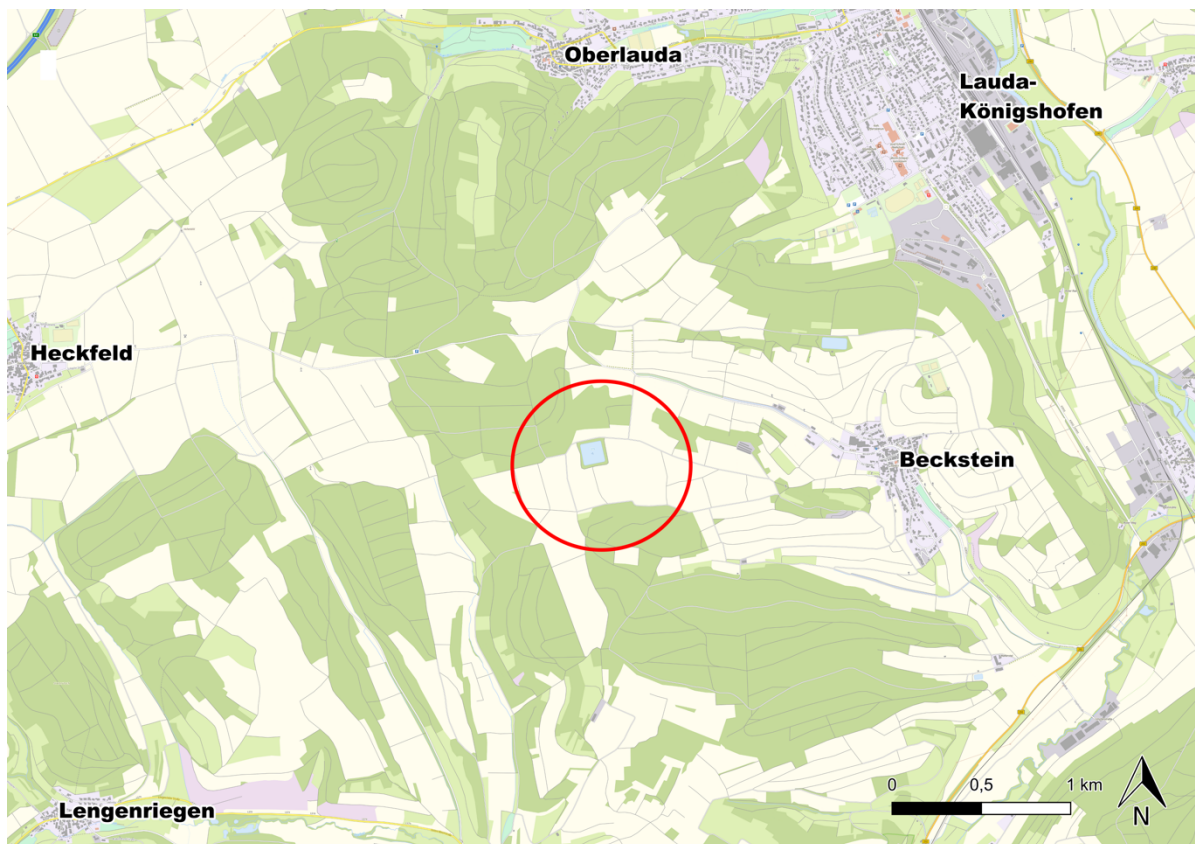 Oberlauda
Lauda-
Königshofen
Heckfeld
Beckstein
Lengenriegen
0
0,5
1 km
N